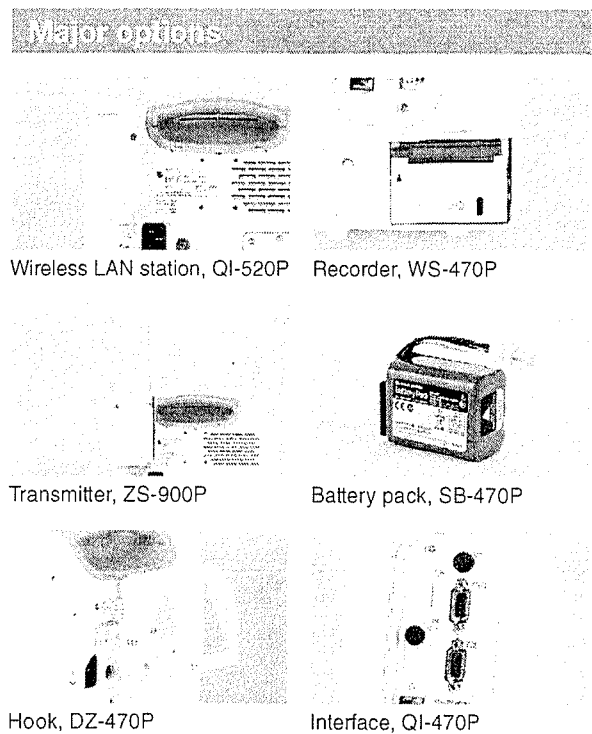 Major options
Wireless LAN station, QI-520P
Recorder, WS-470P
Transmitter, ZS-900P
Battery pack, SB-470P
Hook, DZ-470P
Interface, QI-470P